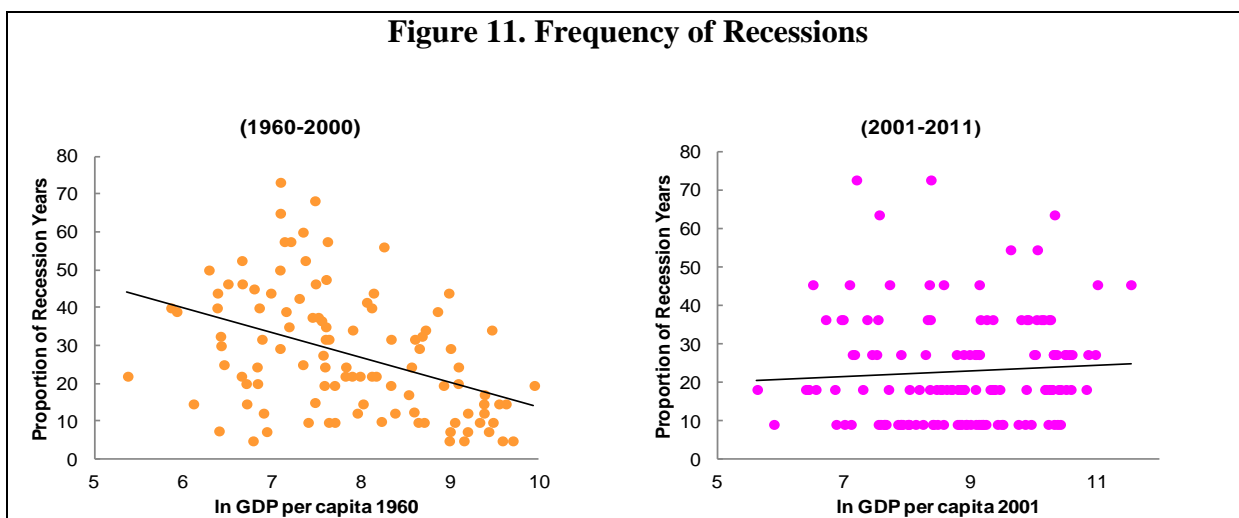 Figure 11. Frequency of Recessions
(1960-2000)
Proportion of Recession Years
80
70
60
50
40
30
20
10
0
5 6 7 8 9 10
ln GDP per capita 1960
(2001-2011)
Proportion of Recession Years
80
70
60
50
40
30
20
10
0
5 7 9 11
ln GDP per capita 2001